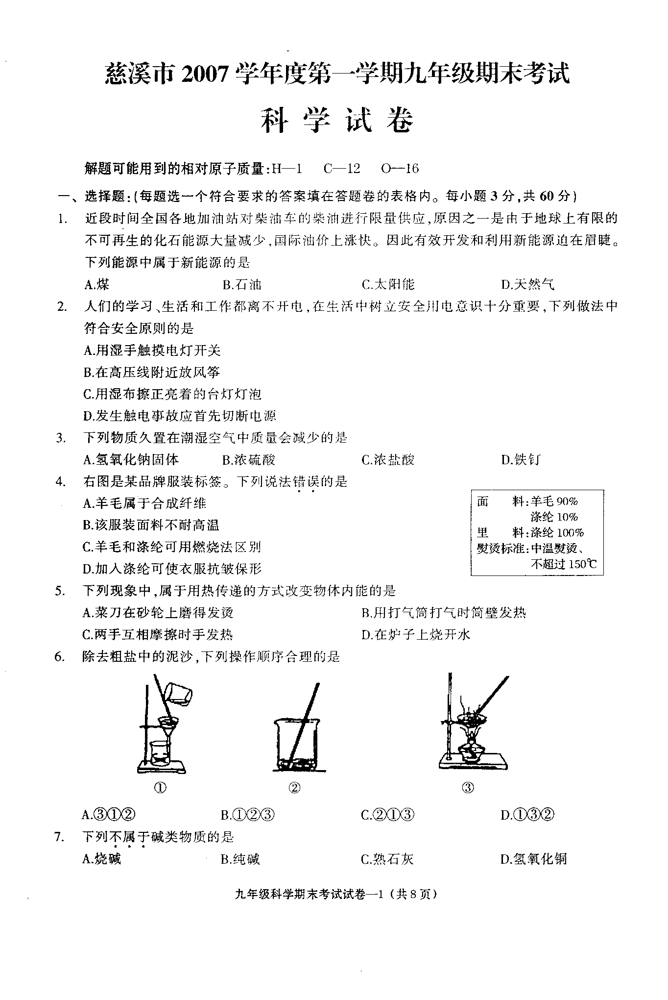 慈溪市 2007 学年度第一学期九年级期末考试
科 学 试 卷
解题可能用到的相对原子质量:H—1 C—12 O—16
一、选择题:(每题选一个符合要求的答案填在答题卷的表格内。每小题 3 分,共 60 分)
1. 近段时间全国各地加油站对柴油车的柴油进行限量供应,原因之一是由于地球上有限的
不可再生的化石能源大量减少,国际油价上涨快。因此有效开发和利用新能源迫在眉睫。
下列能源中属于新能源的是
A.煤 B.石油 C.太阳能 D.天然气
2. 人们的学习、生活和工作都离不开电,在生活中树立安全用电意识十分重要,下列做法中
符合安全原则的是
A.用湿手触摸电灯开关
B.在高压线附近放风筝
C.用湿布擦正亮着的台灯灯泡
D.发生触电事故应首先切断电源
3. 下列物质久置在潮湿空气中质量会减少的是
A.氢氧化钠固体 B.浓硫酸 C.浓盐酸 D.铁钉
4. 右图是某品牌服装标签。下列说法错误的是
A.羊毛属于合成纤维
B.该服装面料不耐高温
C.羊毛和涤纶可用燃烧法区别
D.加入涤纶可使衣服抗皱保形
面 料:羊毛 90%
涤纶 10%
里 料:涤纶 100%
熨烫标准:中温熨烫、
不超过 150℃
5. 下列现象中,属于用热传递的方式改变物体内能的是
A.菜刀在砂轮上磨得发烫 B.用打气筒打气时筒壁发热
C.两手互相摩擦时手发热 D.在炉子上烧开水
6. 除去粗盐中的泥沙,下列操作顺序合理的是
① ② ③
A.③①② B.①②③ C.②①③ D.①③②
7. 下列不属于碱类物质的是
A.烧碱 B.纯碱 C.熟石灰 D.氢氧化铜
九年级科学期末考试试卷—1 (共 8 页)